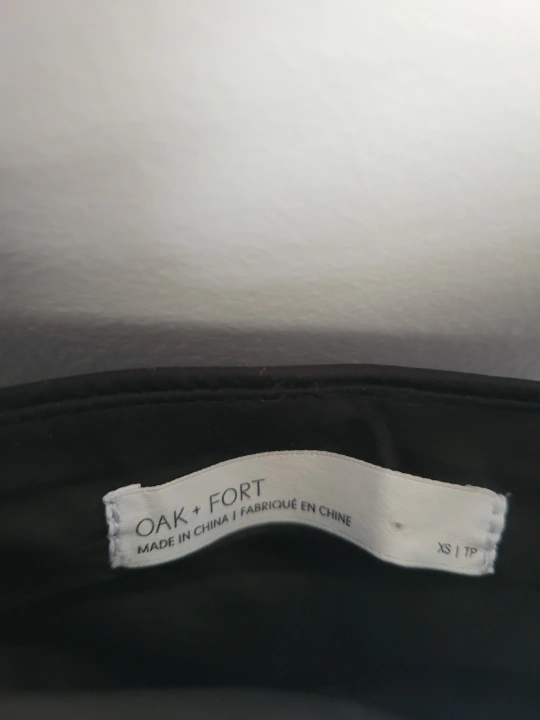 OAK + FORT
MADE IN CHINA | FABRIQUÉ EN CHINE
XS | TP